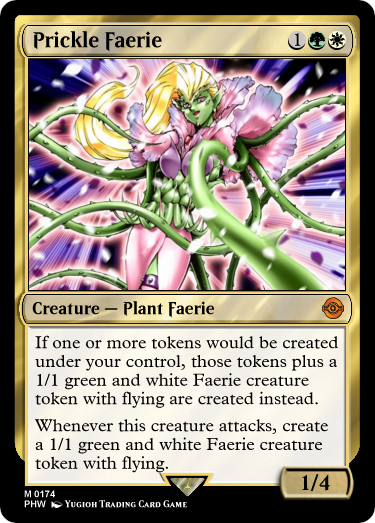 Prickle Faerie 1
Creature — Plant Faerie
If one or more tokens would be created
under your control, those tokens plus a
1/1 green and white Faerie creature
token with flying are created instead.
Whenever this creature attacks, create
a 1/1 green and white Faerie creature
token with flying.
1/4
M 0174
PHW Yugioh Trading Card Game